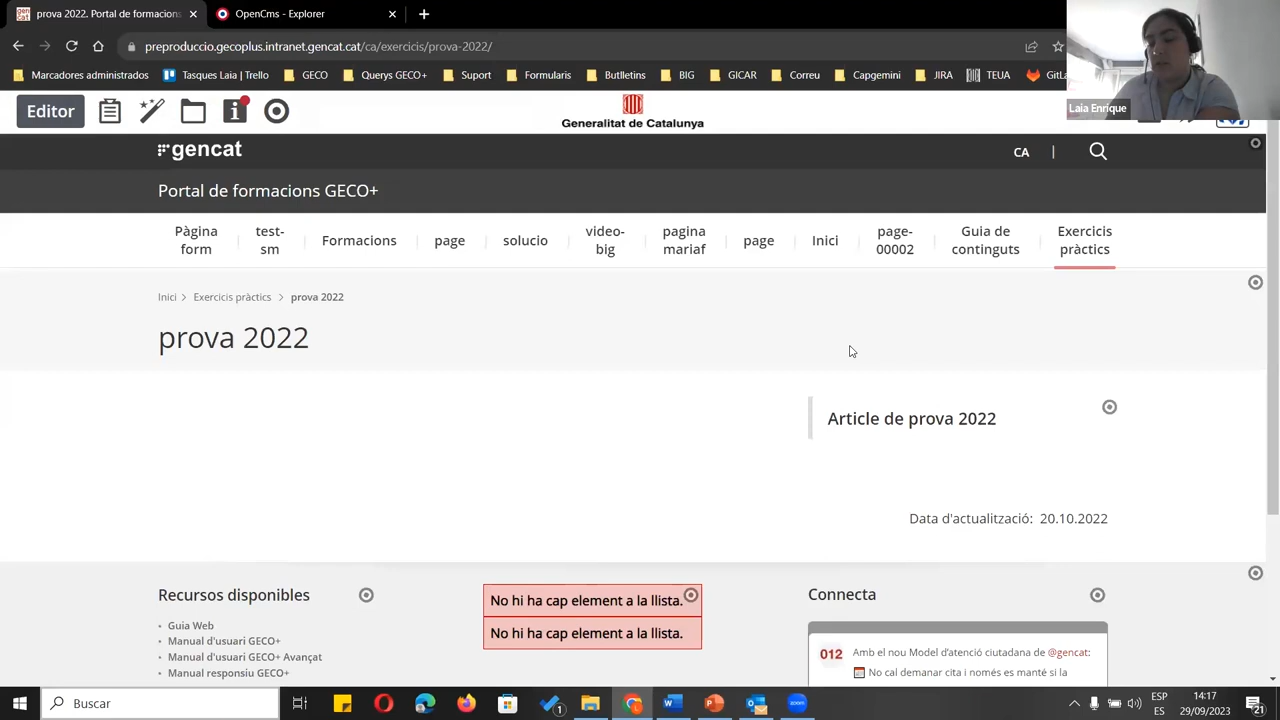 prova 2022. Portal de formacions
OpenCms - Explorer
preproduccio.gecoplus.intranet.gencat.cat/ca/exercicis/prova-2022/
Marcadores administrados
Tasques Laia | Trello
GECO
Querys GECO+
Suport
Formularis
Butlletins
BIG
GICAR
Correu
Capgemini
JIRA
TEUA
GitL
Laia Enrique
Editor
Generalitat de Catalunya
gencat
CA
Portal de formacions GECO+
Pàgina form
test-sm
Formacions
page
solucio
video-big
pagina mariaf
page
Inici
page-00002
Guia de continguts
Exercicis pràctics
Inici > Exercicis pràctics > prova 2022
prova 2022
Article de prova 2022
Data d'actualització: 20.10.2022
Recursos disponibles
Guia Web
Manual d'usuari GECO+
Manual d'usuari GECO+ Avançat
Manual responsiu GECO+
No hi ha cap element a la llista.
No hi ha cap element a la llista.
Connecta
012
Amb el nou Model d'atenció ciutadana de @gencat:
No cal demanar cita i només es manté si la
Buscar
1
ESP
ES
14:17
29/09/2023
21